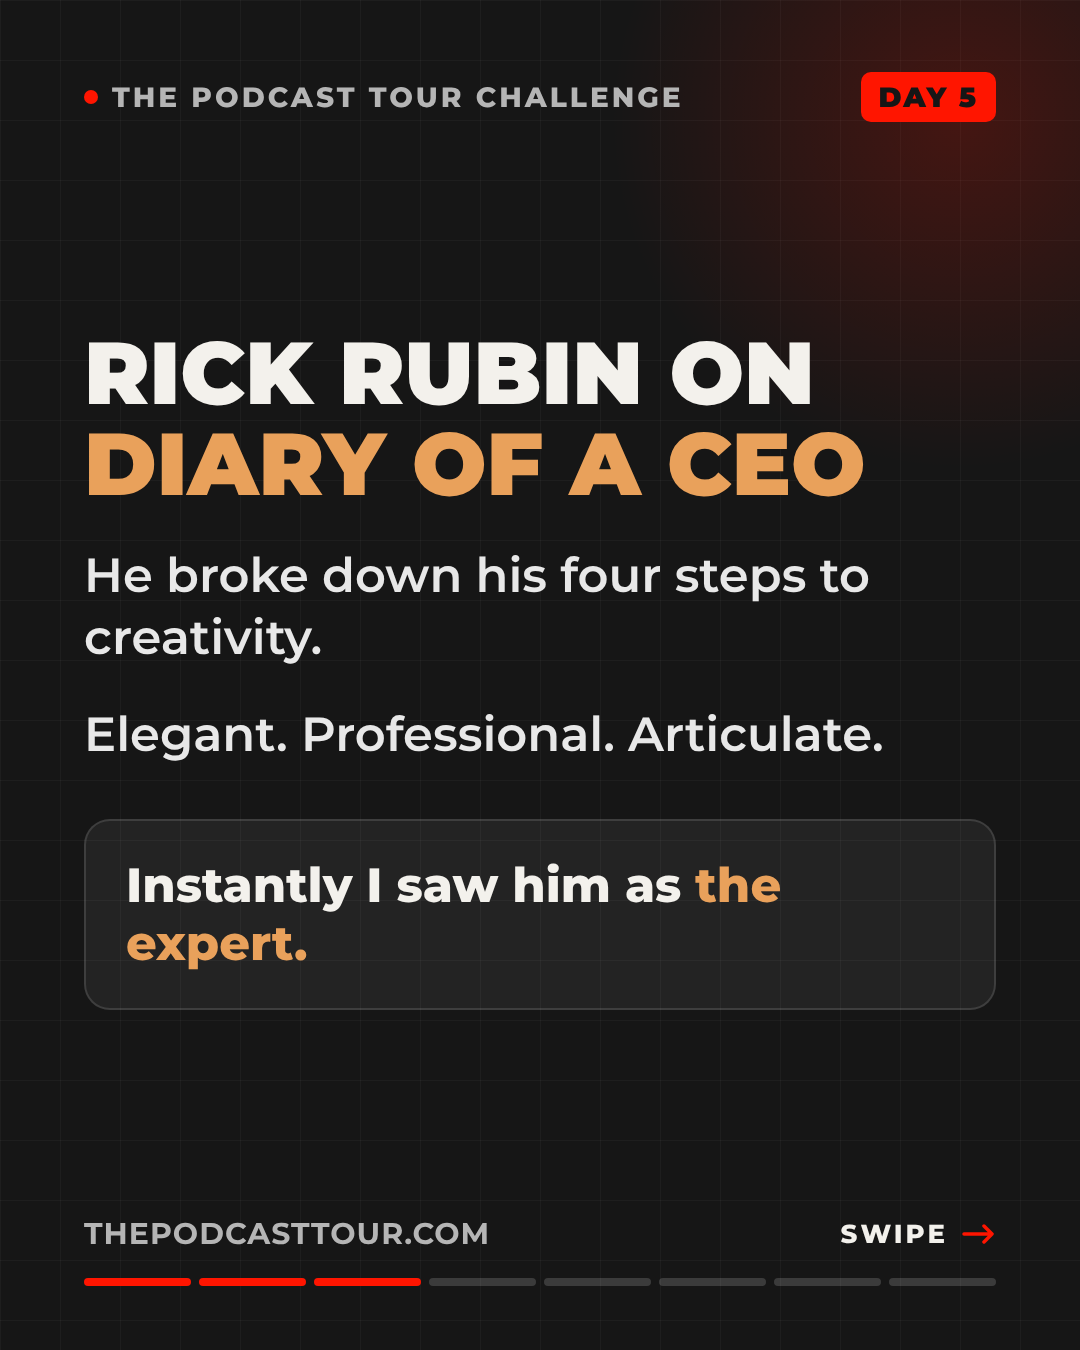 THE PODCAST TOUR CHALLENGE
DAY 5
RICK RUBIN ON
DIARY OF A CEO
He broke down his four steps to
creativity.
Elegant. Professional. Articulate.
Instantly I saw him as the
expert.
THEPODCASTTOUR.COM
SWIPE →